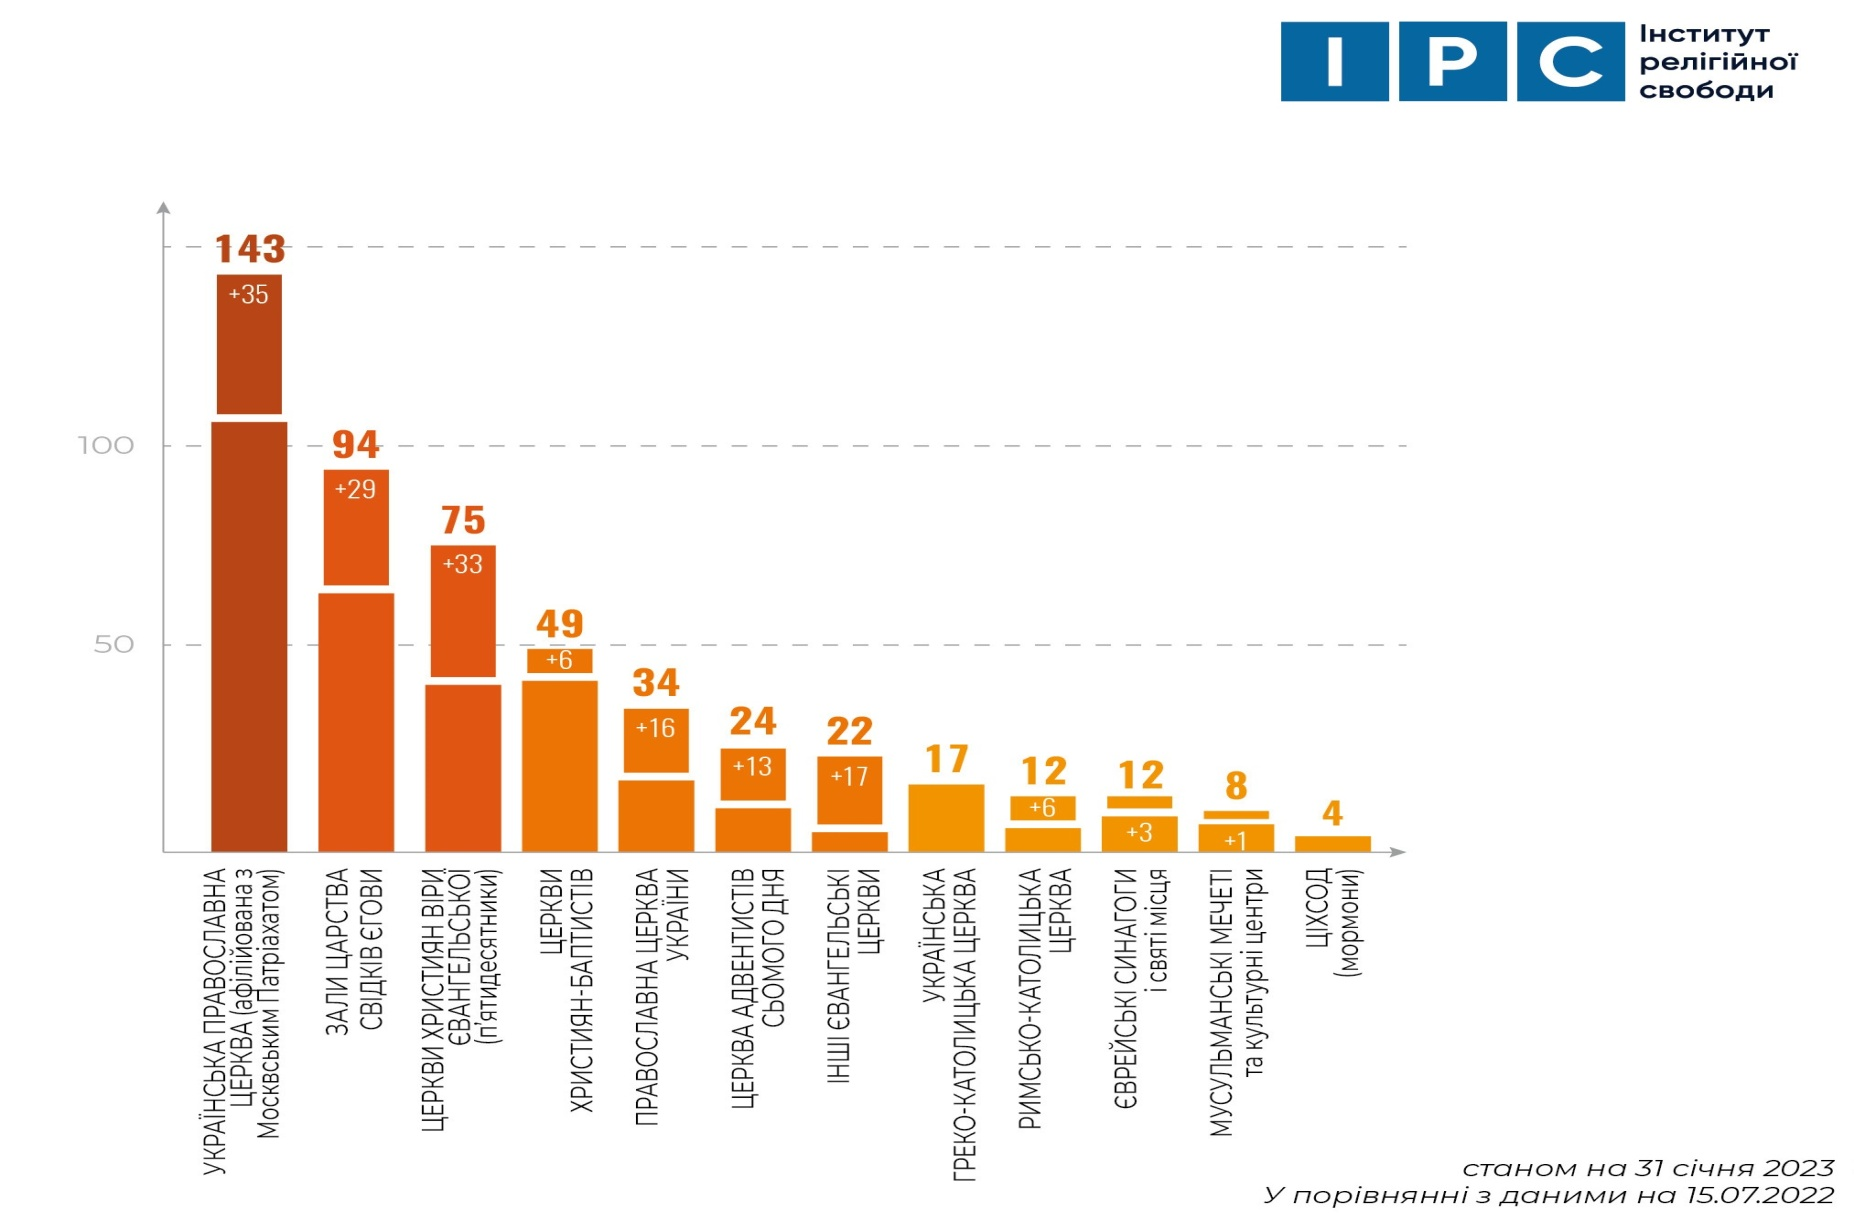 ІРС
Інститут
релігійної
свободи
143
+35
100
94
+29
75
+33
50
49
+6
34
+16
24
+13
22
+17
17
12
+6
12
+3
8
+1
4
УКРАЇНСЬКА ПРАВОСЛАВНА
ЦЕРКВА (афілійована з
Москвським Патріахатом)
ЗАЛИ ЦАРСТВА
СВІДКІВ ЄГОВИ
ЦЕРКВИ ХРИСТИЯН ВІРИ
ЄВАНГЕЛЬСЬКОЇ
(п'ятидесятники)
ЦЕРКВИ
ХРИСТИЯН-БАПТИСТІВ
ПРАВОСЛАВНА ЦЕРКВА
УКРАЇНИ
ЦЕРКВА АДВЕНТИСТІВ
СЬОМОГО ДНЯ
ІНШІ ЄВАНГЕЛЬСЬКІ
ЦЕРКВИ
УКРАЇНСЬКА
ГРЕКО-КАТОЛИЦЬКА ЦЕРКВА
РИМСЬКО-КАТОЛИЦЬКА
ЦЕРКВА
ЄВРЕЙСЬКІ СИНАГОГИ
і святі місця
МУСУЛЬМАНСЬКІ МЕЧЕТІ
та культурні центри
ЦІХСОД
(мормони)
станом на 31 січня 2023
У порівнянні з даними на 15.07.2022